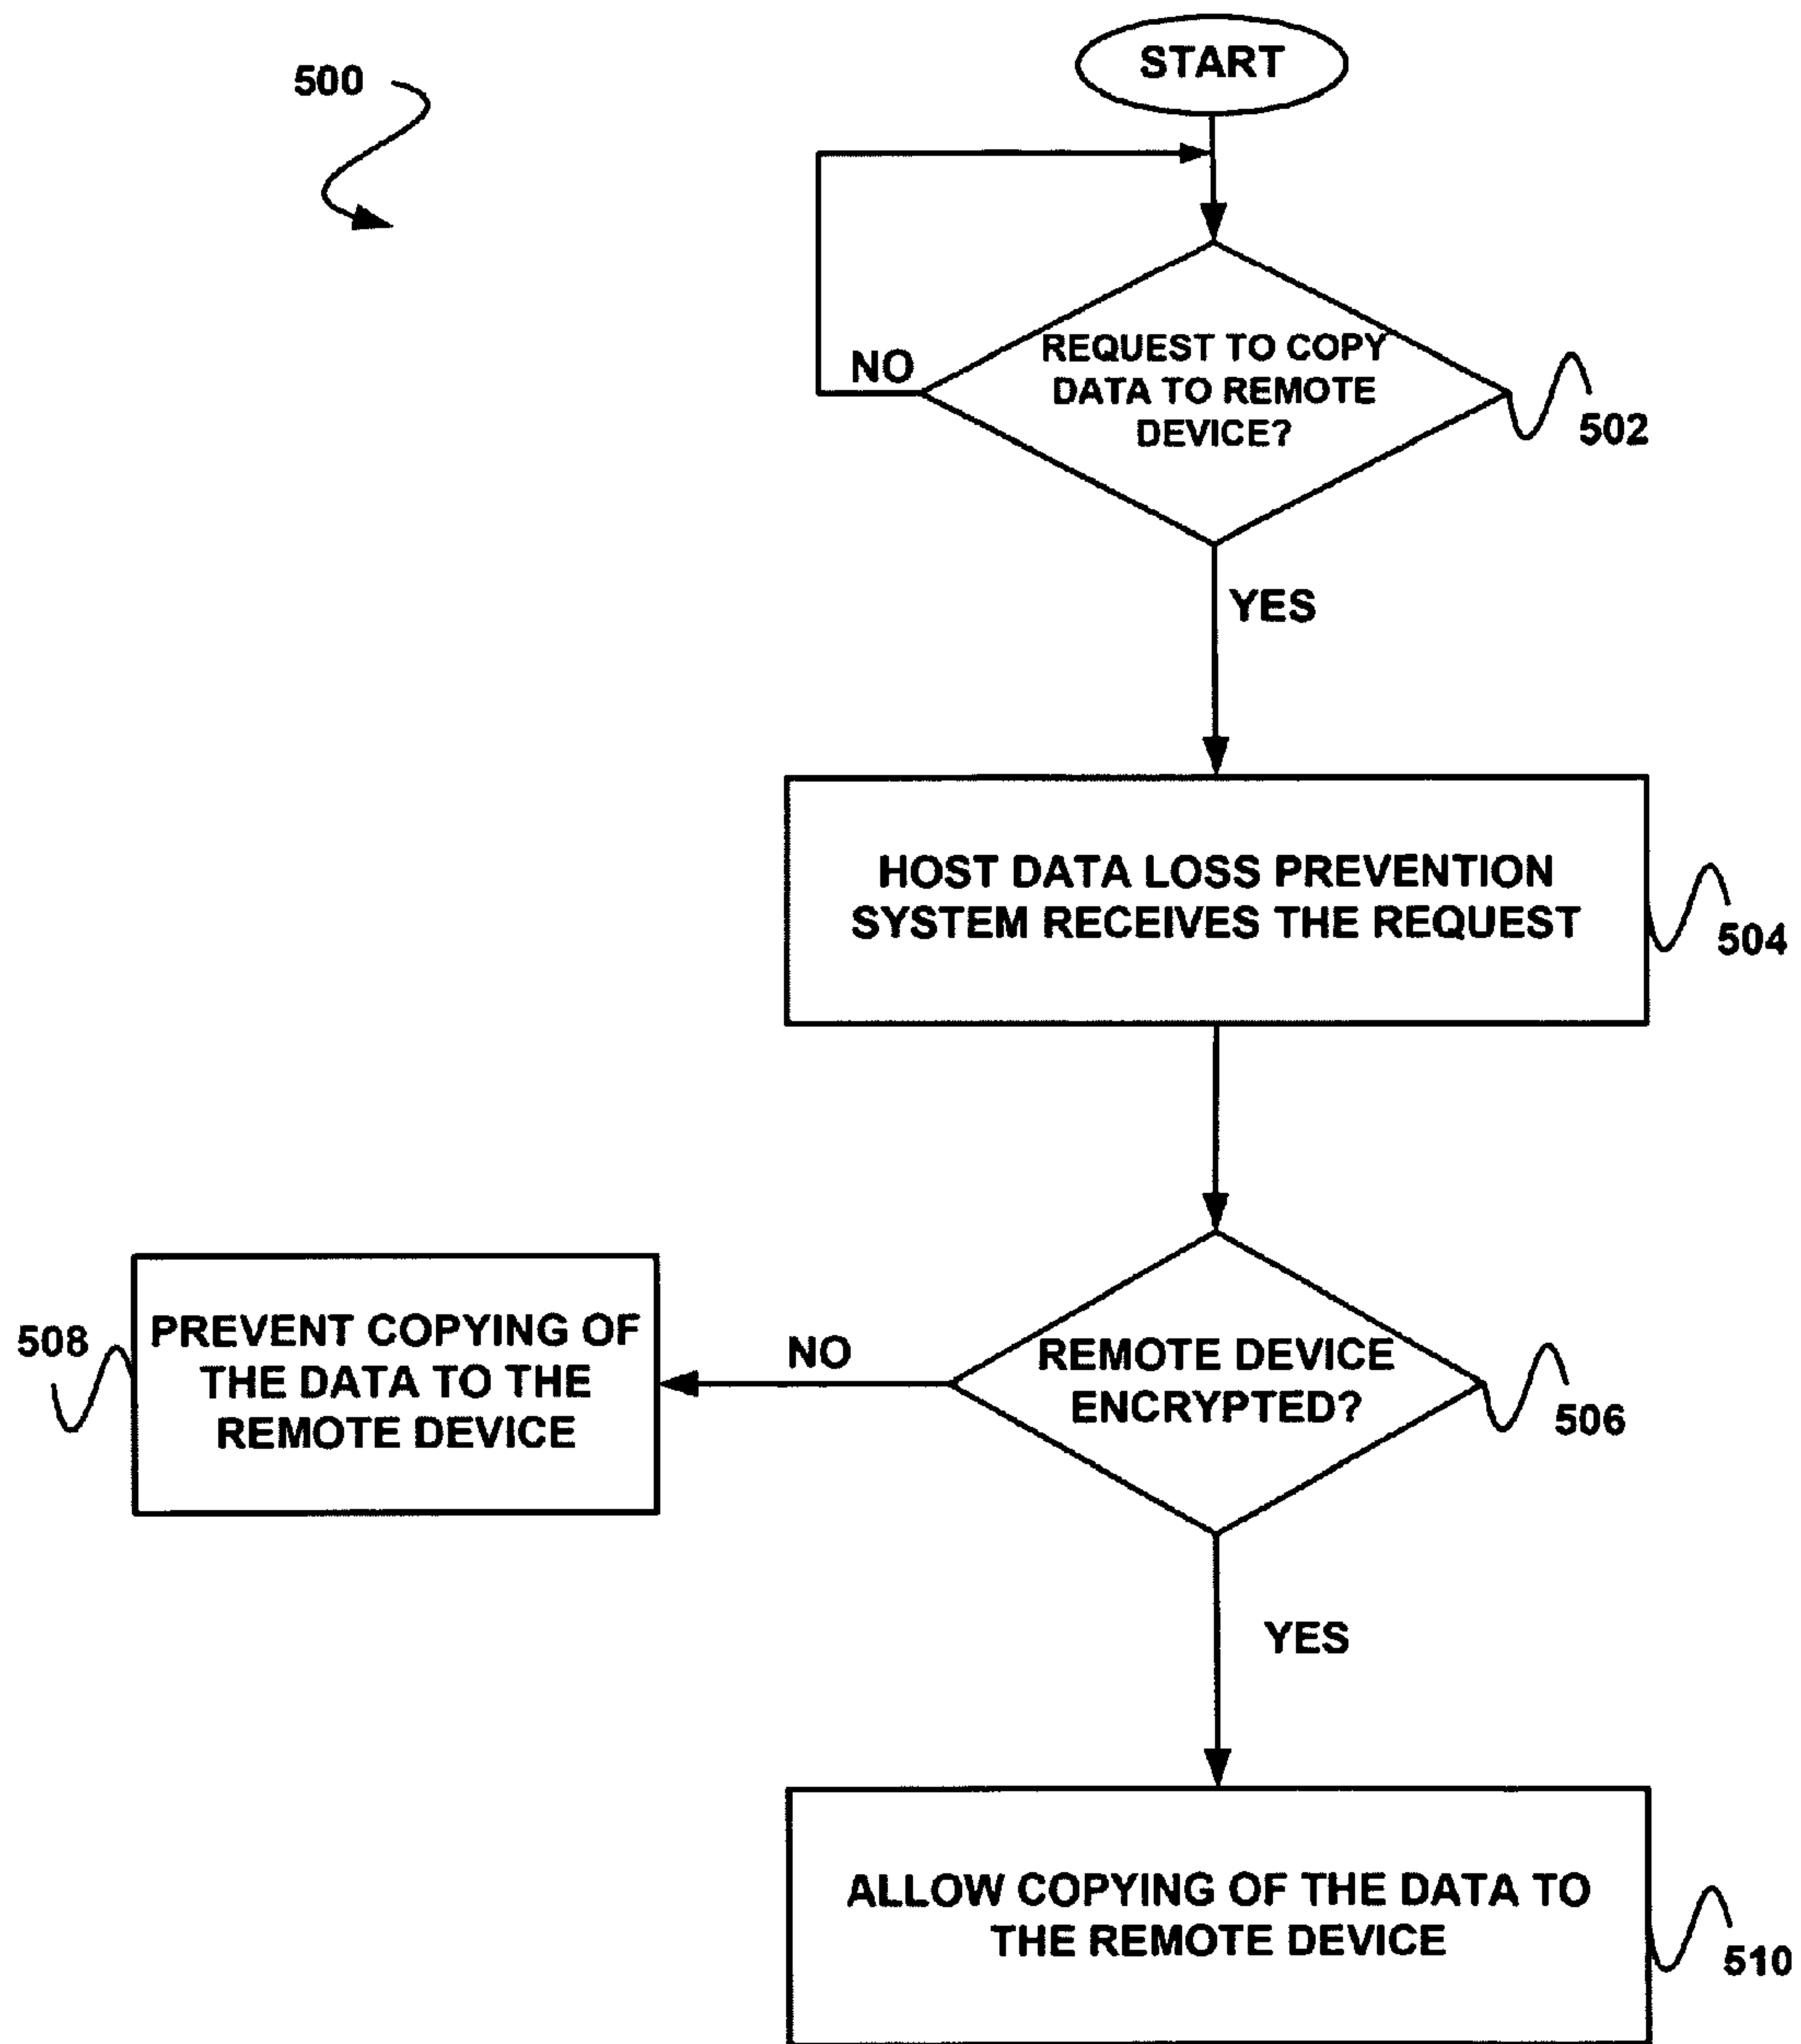 START
500
REQUEST TO COPY
DATA TO REMOTE
DEVICE?
NO
502
YES
HOST DATA LOSS PREVENTION
SYSTEM RECEIVES THE REQUEST
504
REMOTE DEVICE
ENCRYPTED?
506
NO
PREVENT COPYING OF
THE DATA TO THE
REMOTE DEVICE
508
YES
ALLOW COPYING OF THE DATA TO
THE REMOTE DEVICE
510